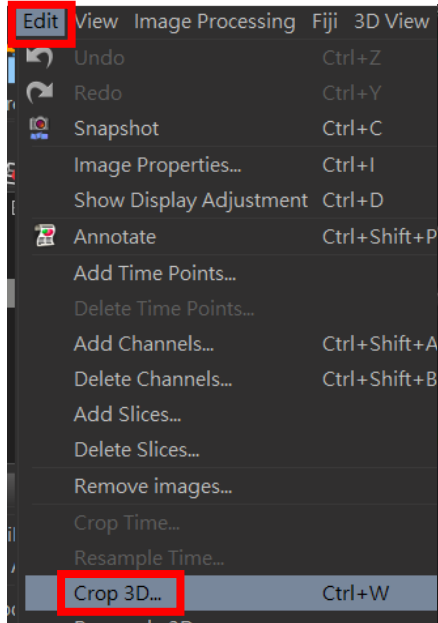 Edit View Image Processing Fiji 3D View
Undo Ctrl+Z
Redo Ctrl+Y
Snapshot Ctrl+C
Image Properties... Ctrl+I
Show Display Adjustment Ctrl+D
Annotate Ctrl+Shift+P
Add Time Points...
Delete Time Points...
Add Channels... Ctrl+Shift+A
Delete Channels... Ctrl+Shift+B
Add Slices...
Delete Slices...
Remove images...
Crop Time...
Resample Time...
Crop 3D... Ctrl+W